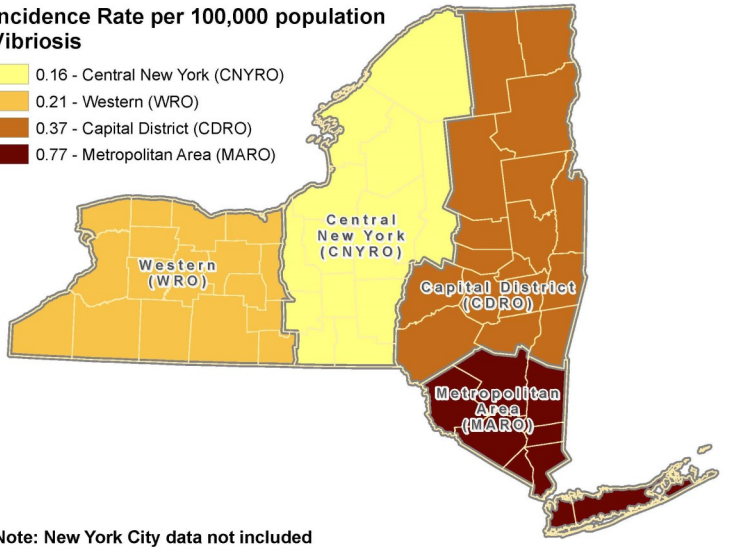 ncidence Rate per 100,000 population
Vibriosis
0.16 - Central New York (CNYRO)
0.21 - Western (WRO)
0.37 - Capital District (CDRO)
0.77 - Metropolitan Area (MARO)
Central
New York
(CNYRO)
Western
(WRO)
Capital District
(CDRO)
Metropolitan
Area
(MARO)
Note: New York City data not included